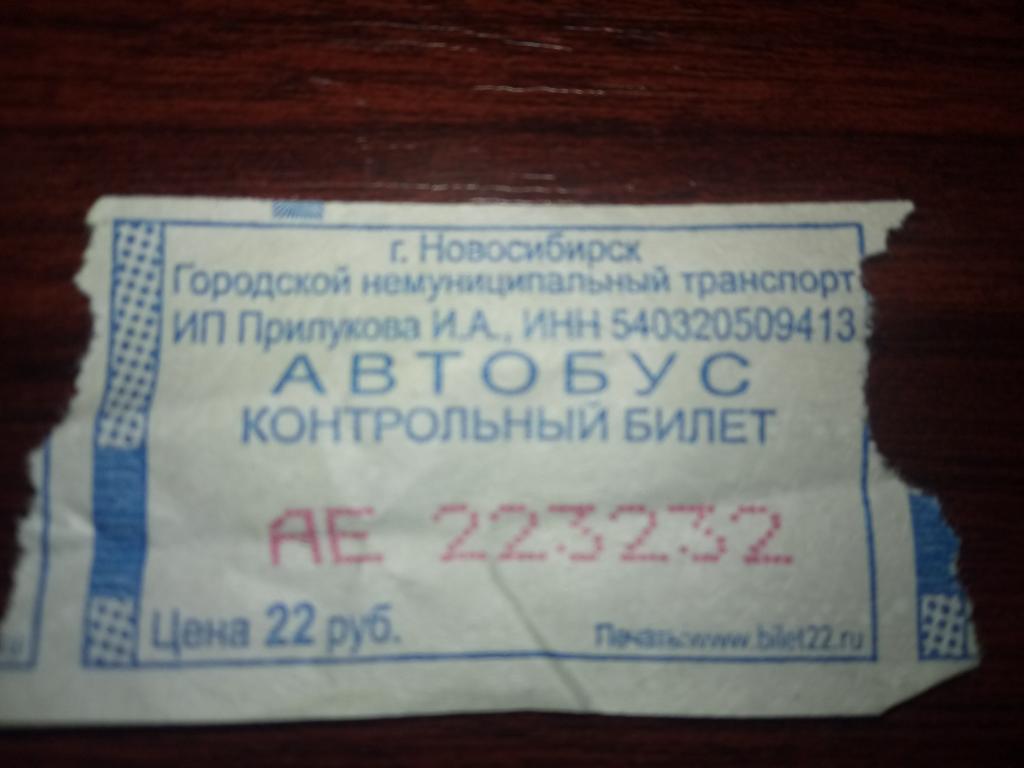 г. Новосибирск
Городской немуниципальный транспорт
ИП Прилукова И.А., ИНН 540320509413
АВТОБУС
КОНТРОЛЬНЫЙ БИЛЕТ
АЕ 223232
Цена 22 руб.
Печать:www.bilet22.ru